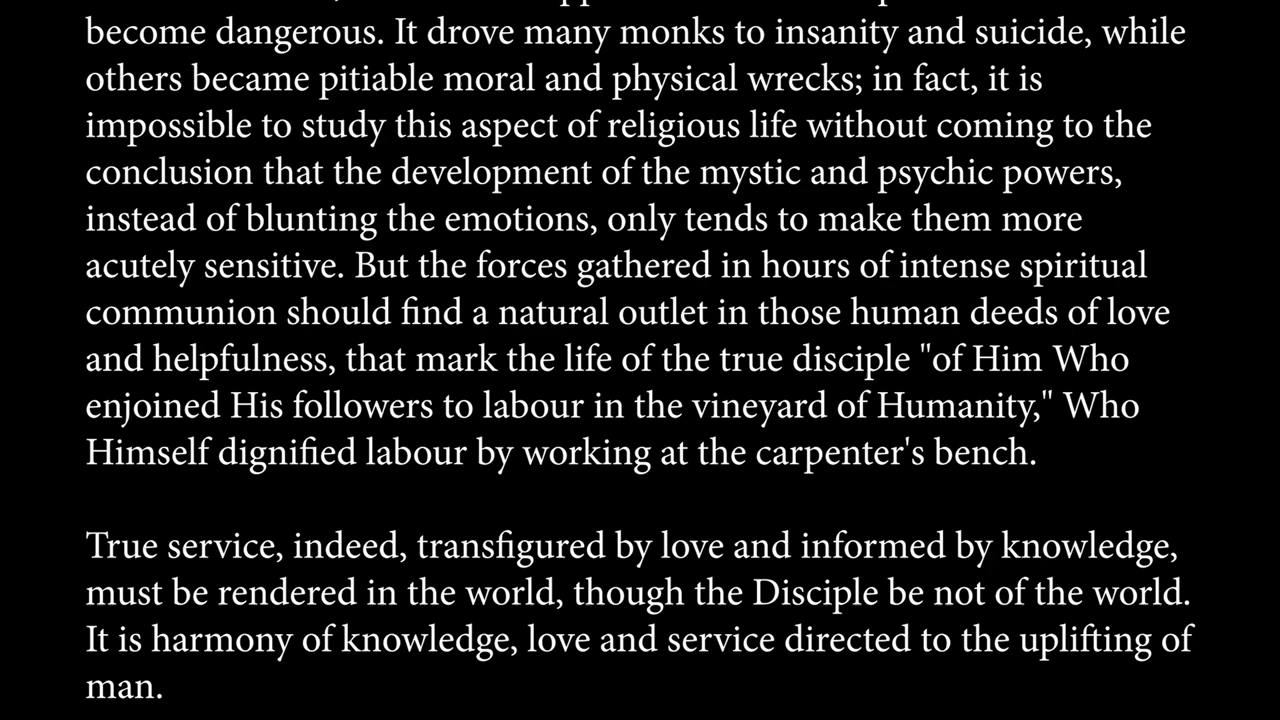 become dangerous. It drove many monks to insanity and suicide, while
others became pitiable moral and physical wrecks; in fact, it is
impossible to study this aspect of religious life without coming to the
conclusion that the development of the mystic and psychic powers,
instead of blunting the emotions, only tends to make them more
acutely sensitive. But the forces gathered in hours of intense spiritual
communion should find a natural outlet in those human deeds of love
and helpfulness, that mark the life of the true disciple "of Him Who
enjoined His followers to labour in the vineyard of Humanity," Who
Himself dignified labour by working at the carpenter's bench.
True service, indeed, transfigured by love and informed by knowledge,
must be rendered in the world, though the Disciple be not of the world.
It is harmony of knowledge, love and service directed to the uplifting of
man.